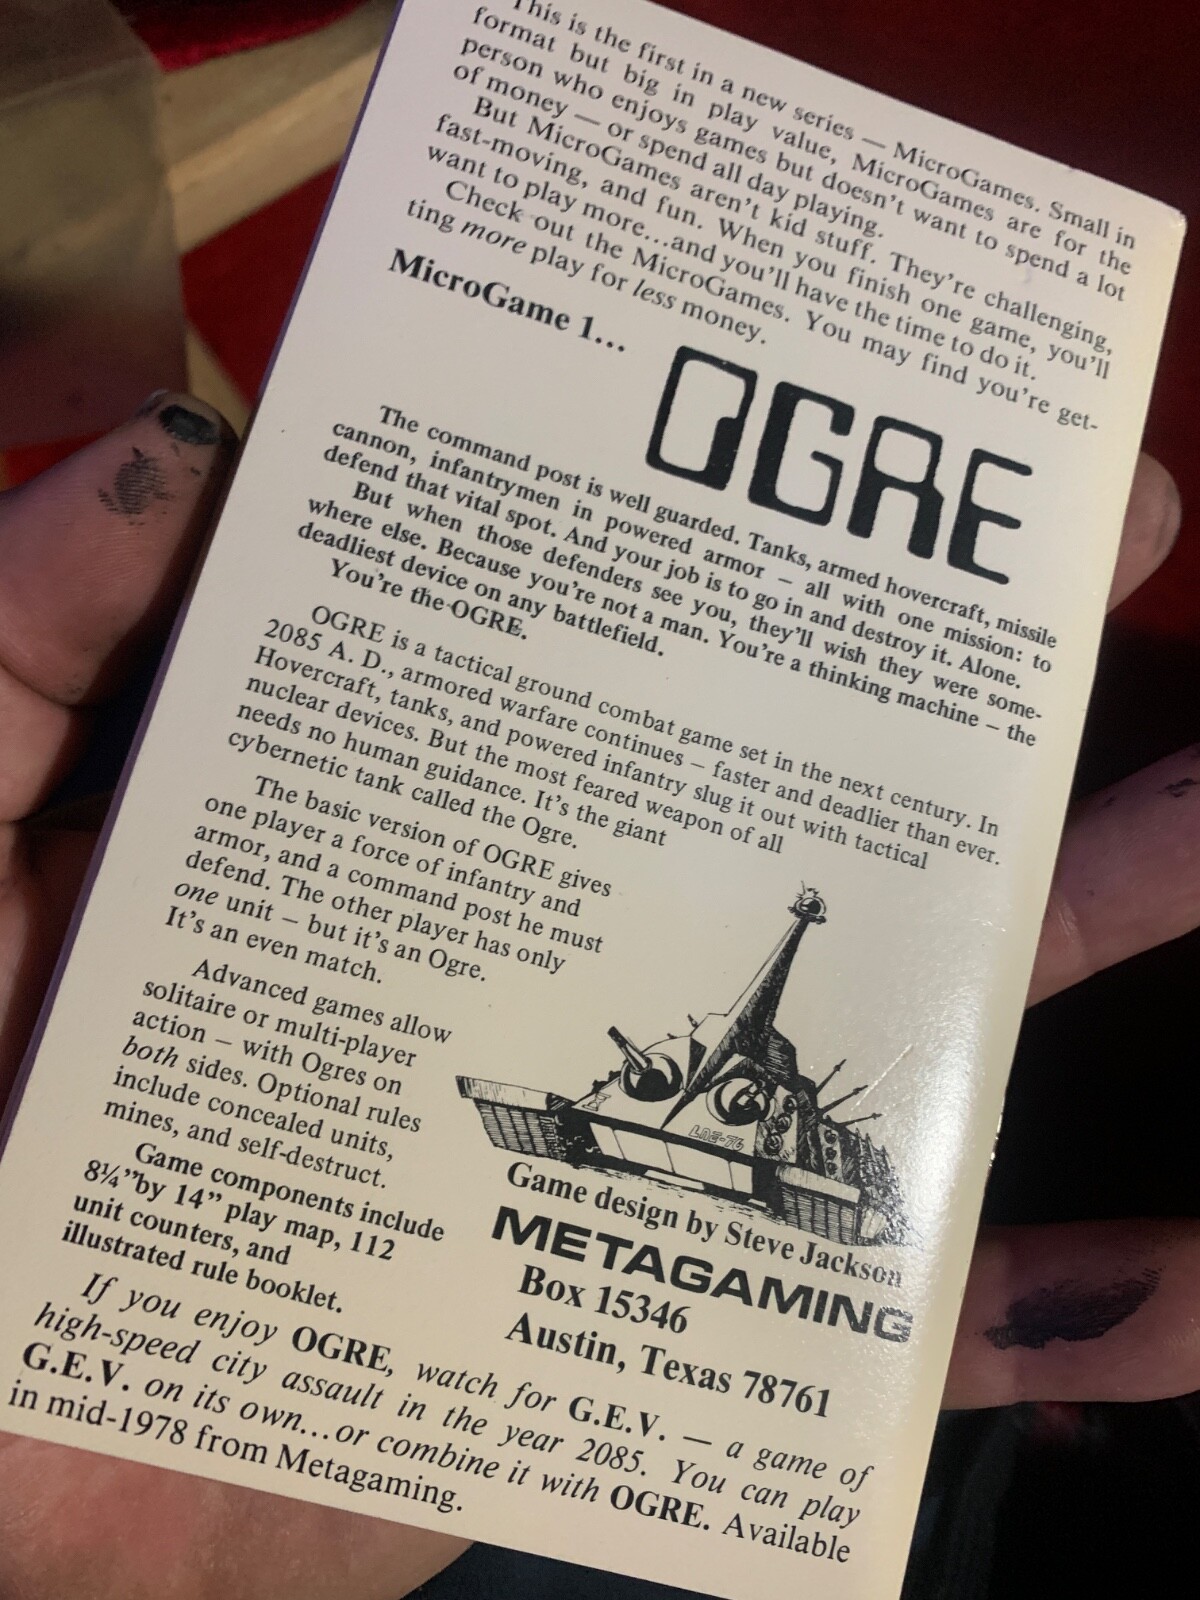 This is the first in a new series — MicroGames. Small in
format but big in play value, MicroGames are for the
person who enjoys games but doesn't want to spend a lot
of money — or spend all day playing.
But MicroGames aren't kid stuff. They're challenging,
fast-moving, and fun. When you finish one game, you'll
want to play more...and you'll have the time to do it.
Check out the MicroGames. You may find you're get-
ting more play for less money.
MicroGame 1...
OGRE
The command post is well guarded. Tanks, armed hovercraft, missile
cannon, infantrymen in powered armor – all with one mission: to
defend that vital spot. And your job is to go in and destroy it. Alone.
But when those defenders see you, they'll wish they were some-
where else. Because you're not a man. You're a thinking machine – the
deadliest device on any battlefield.
You're the OGRE.
OGRE is a tactical ground combat game set in the next century. In
2085 A. D., armored warfare continues – faster and deadlier than ever.
Hovercraft, tanks, and powered infantry slug it out with tactical
nuclear devices. But the most feared weapon of all
needs no human guidance. It's the giant
cybernetic tank called the Ogre.
The basic version of OGRE gives
one player a force of infantry and
armor, and a command post he must
defend. The other player has only
one unit – but it's an Ogre.
It's an even match.
Advanced games allow
solitaire or multi-player
action – with Ogres on
both sides. Optional rules
include concealed units,
mines, and self-destruct.
Game components include
8¼"by 14" play map, 112
unit counters, and
illustrated rule booklet.
LNE-76
Game design by Steve Jackson
METAGAMING
Box 15346
Austin, Texas 78761
If you enjoy OGRE, watch for G.E.V. — a game of
high-speed city assault in the year 2085. You can play
G.E.V. on its own...or combine it with OGRE. Available
in mid-1978 from Metagaming.